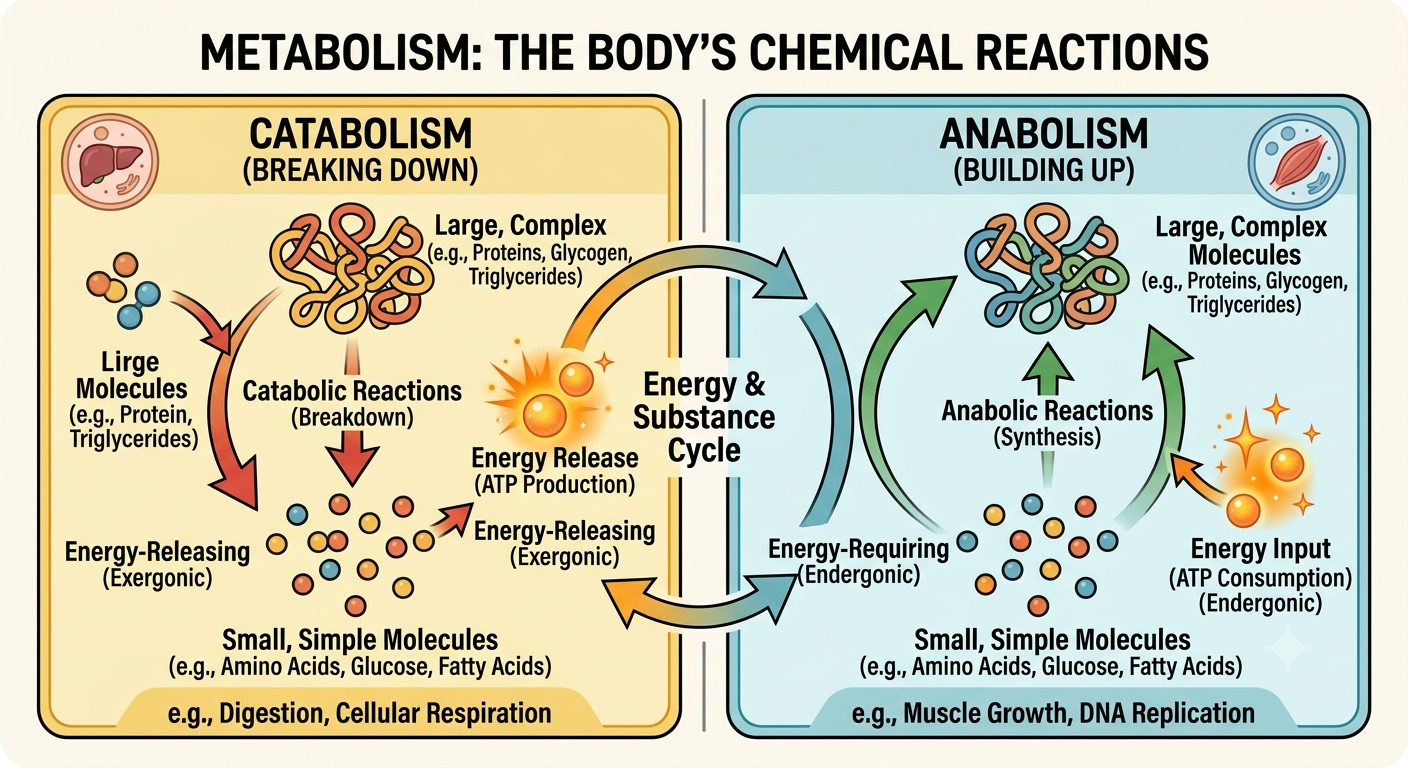 METABOLISM: THE BODY'S CHEMICAL REACTIONS
CATABOLISM
(BREAKING DOWN)
Large, Complex
(e.g., Proteins, Glycogen,
Triglycerides)
Lirge
Molecules
(e.g., Protein,
Triglycerides)
Catabolic Reactions
(Breakdown)
Energy Release
(ATP Production)
Energy-Releasing
(Exergonic)
Energy-Releasing
(Exergonic)
Small, Simple Molecules
(e.g., Amino Acids, Glucose, Fatty Acids)
e.g., Digestion, Cellular Respiration
Energy &
Substance
Cycle
ANABOLISM
(BUILDING UP)
Large, Complex
Molecules
(e.g., Proteins, Glycogen,
Triglycerides)
Anabolic Reactions
(Synthesis)
Energy-Requiring
(Endergonic)
Energy Input
(ATP Consumption)
(Endergonic)
Small, Simple Molecules
(e.g., Amino Acids, Glucose, Fatty Acids)
e.g., Muscle Growth, DNA Replication